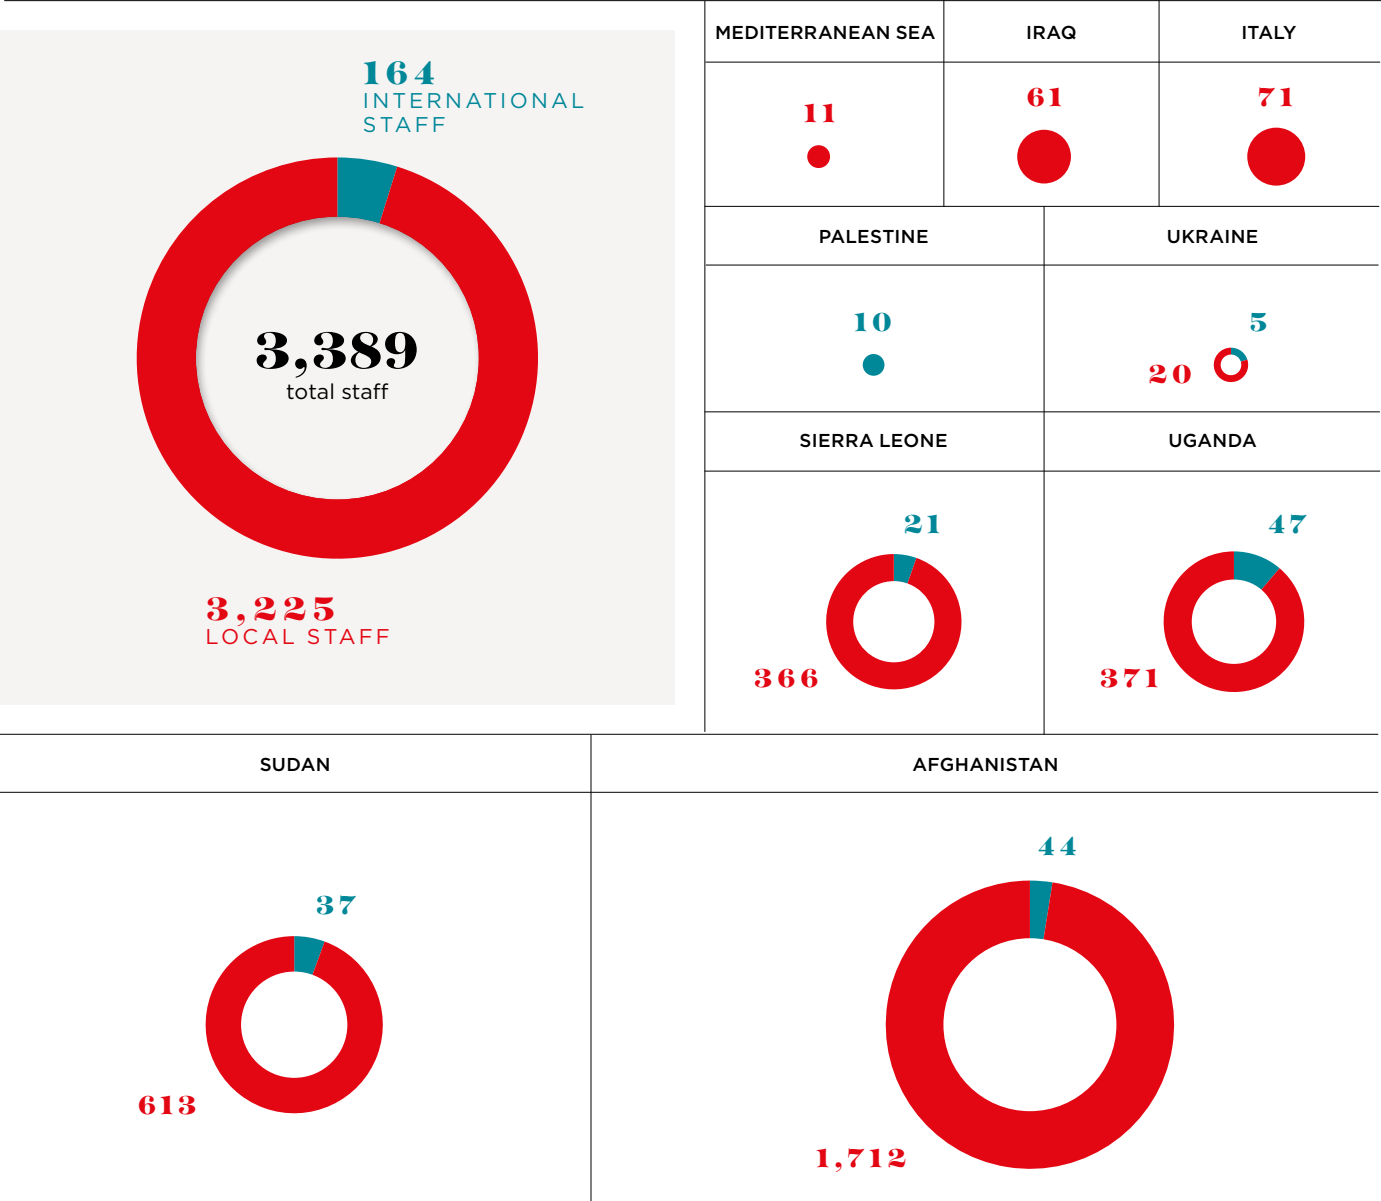 164
INTERNATIONAL
STAFF
3,389
total staff
3,225
LOCAL STAFF
MEDITERRANEAN SEA
IRAQ
ITALY
11
61
71
PALESTINE
UKRAINE
10
5
20
SIERRA LEONE
UGANDA
21
47
366
371
SUDAN
AFGHANISTAN
37
44
613
1,712